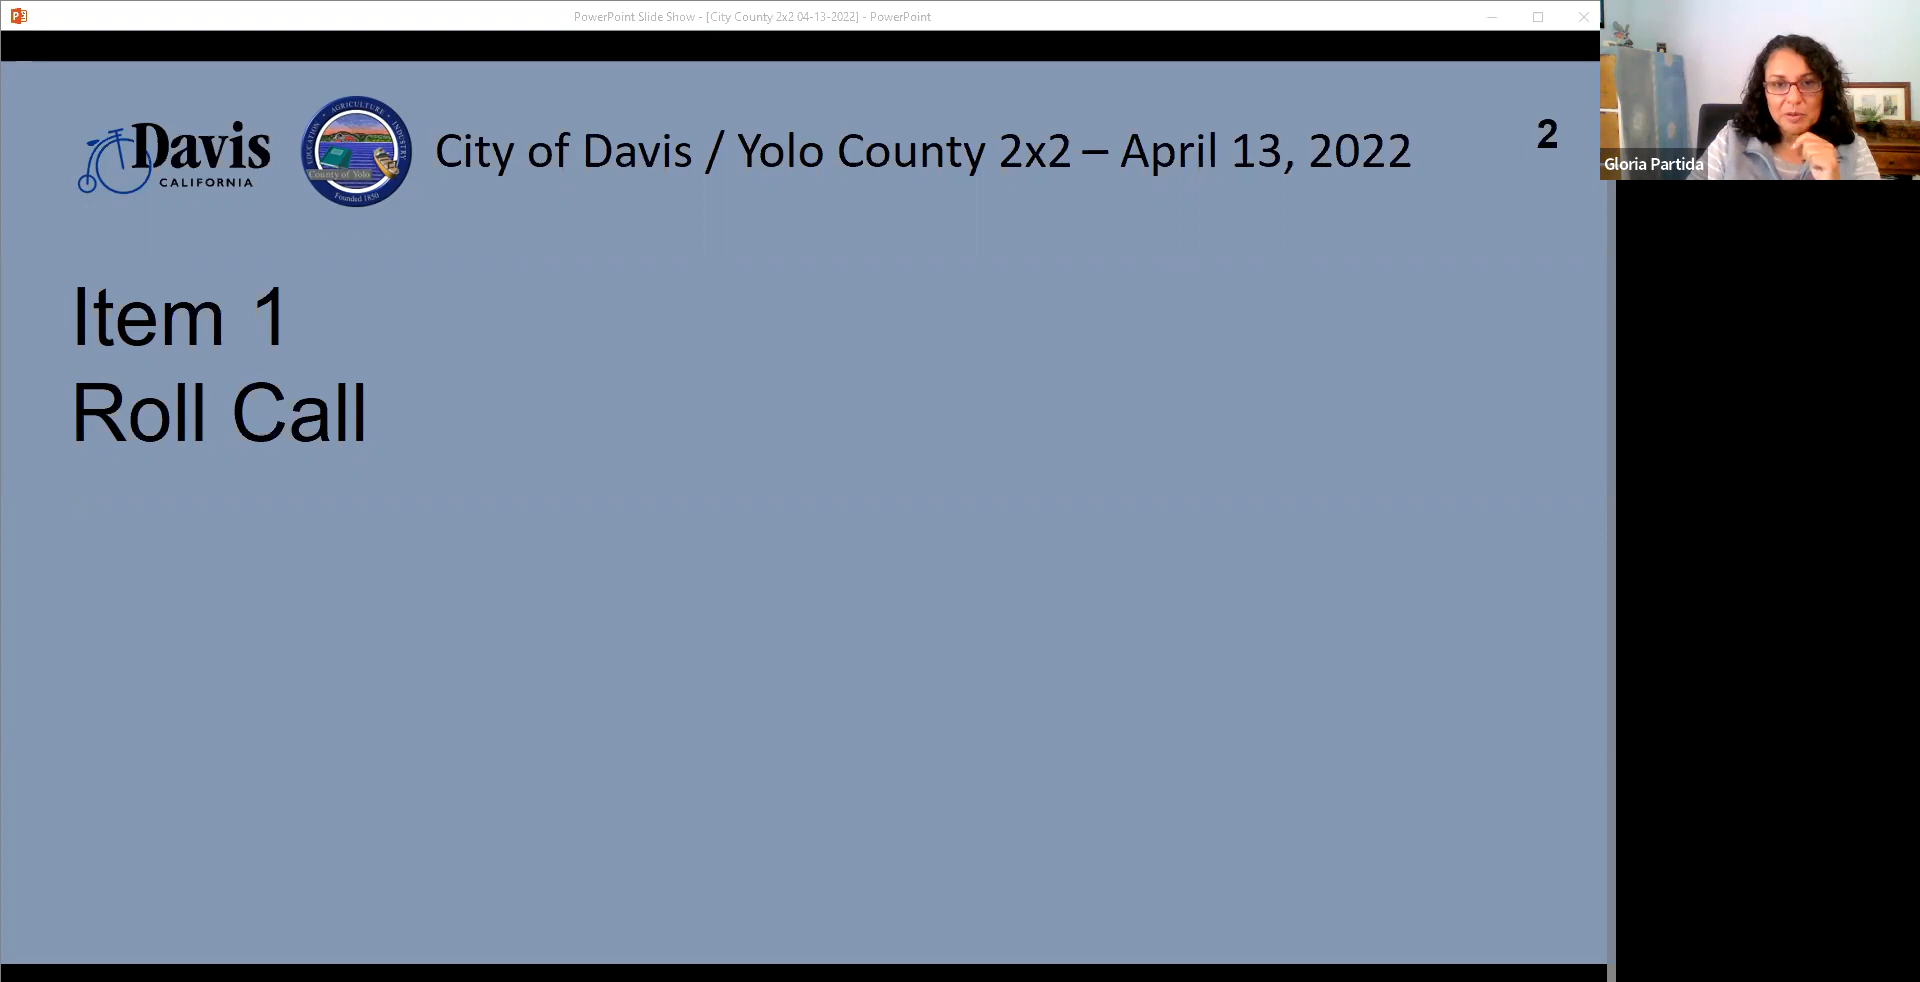 PowerPoint Slide Show - [City County 2x2 04-13-2022] - PowerPoint
Davis
CALIFORNIA
EDUCATION • AGRICULTURE • INDUSTRY
County of Yolo
Founded 1850
City of Davis / Yolo County 2x2 – April 13, 2022
2
Gloria Partida
Item 1
Roll Call